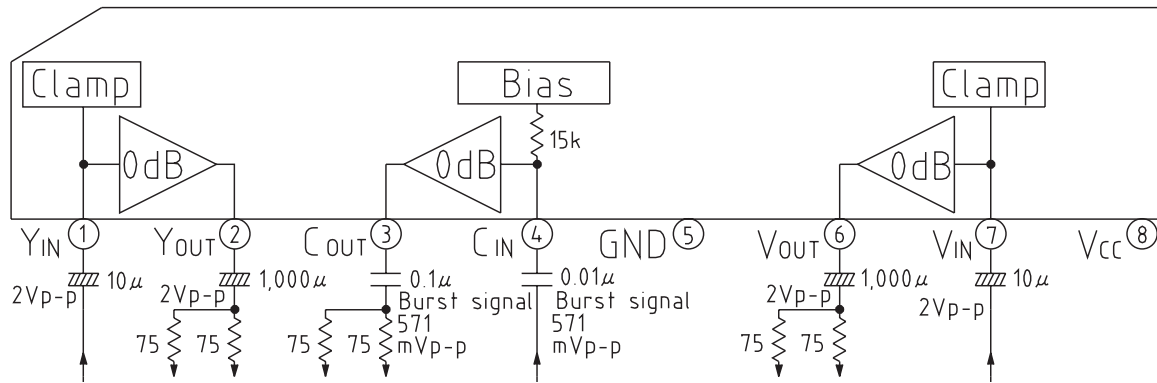 Clamp
Bias
Clamp
0dB
0dB
15k
0dB
YIN 1
YOUT 2
COUT 3
CIN 4
GND 5
VOUT 6
VIN 7
VCC 8
10μ
2Vp-p
1,000μ
2Vp-p
75
75
0.1μ
Burst signal
571
mVp-p
75
75
0.01μ
Burst signal
571
mVp-p
1,000μ
2Vp-p
75
75
10μ
2Vp-p